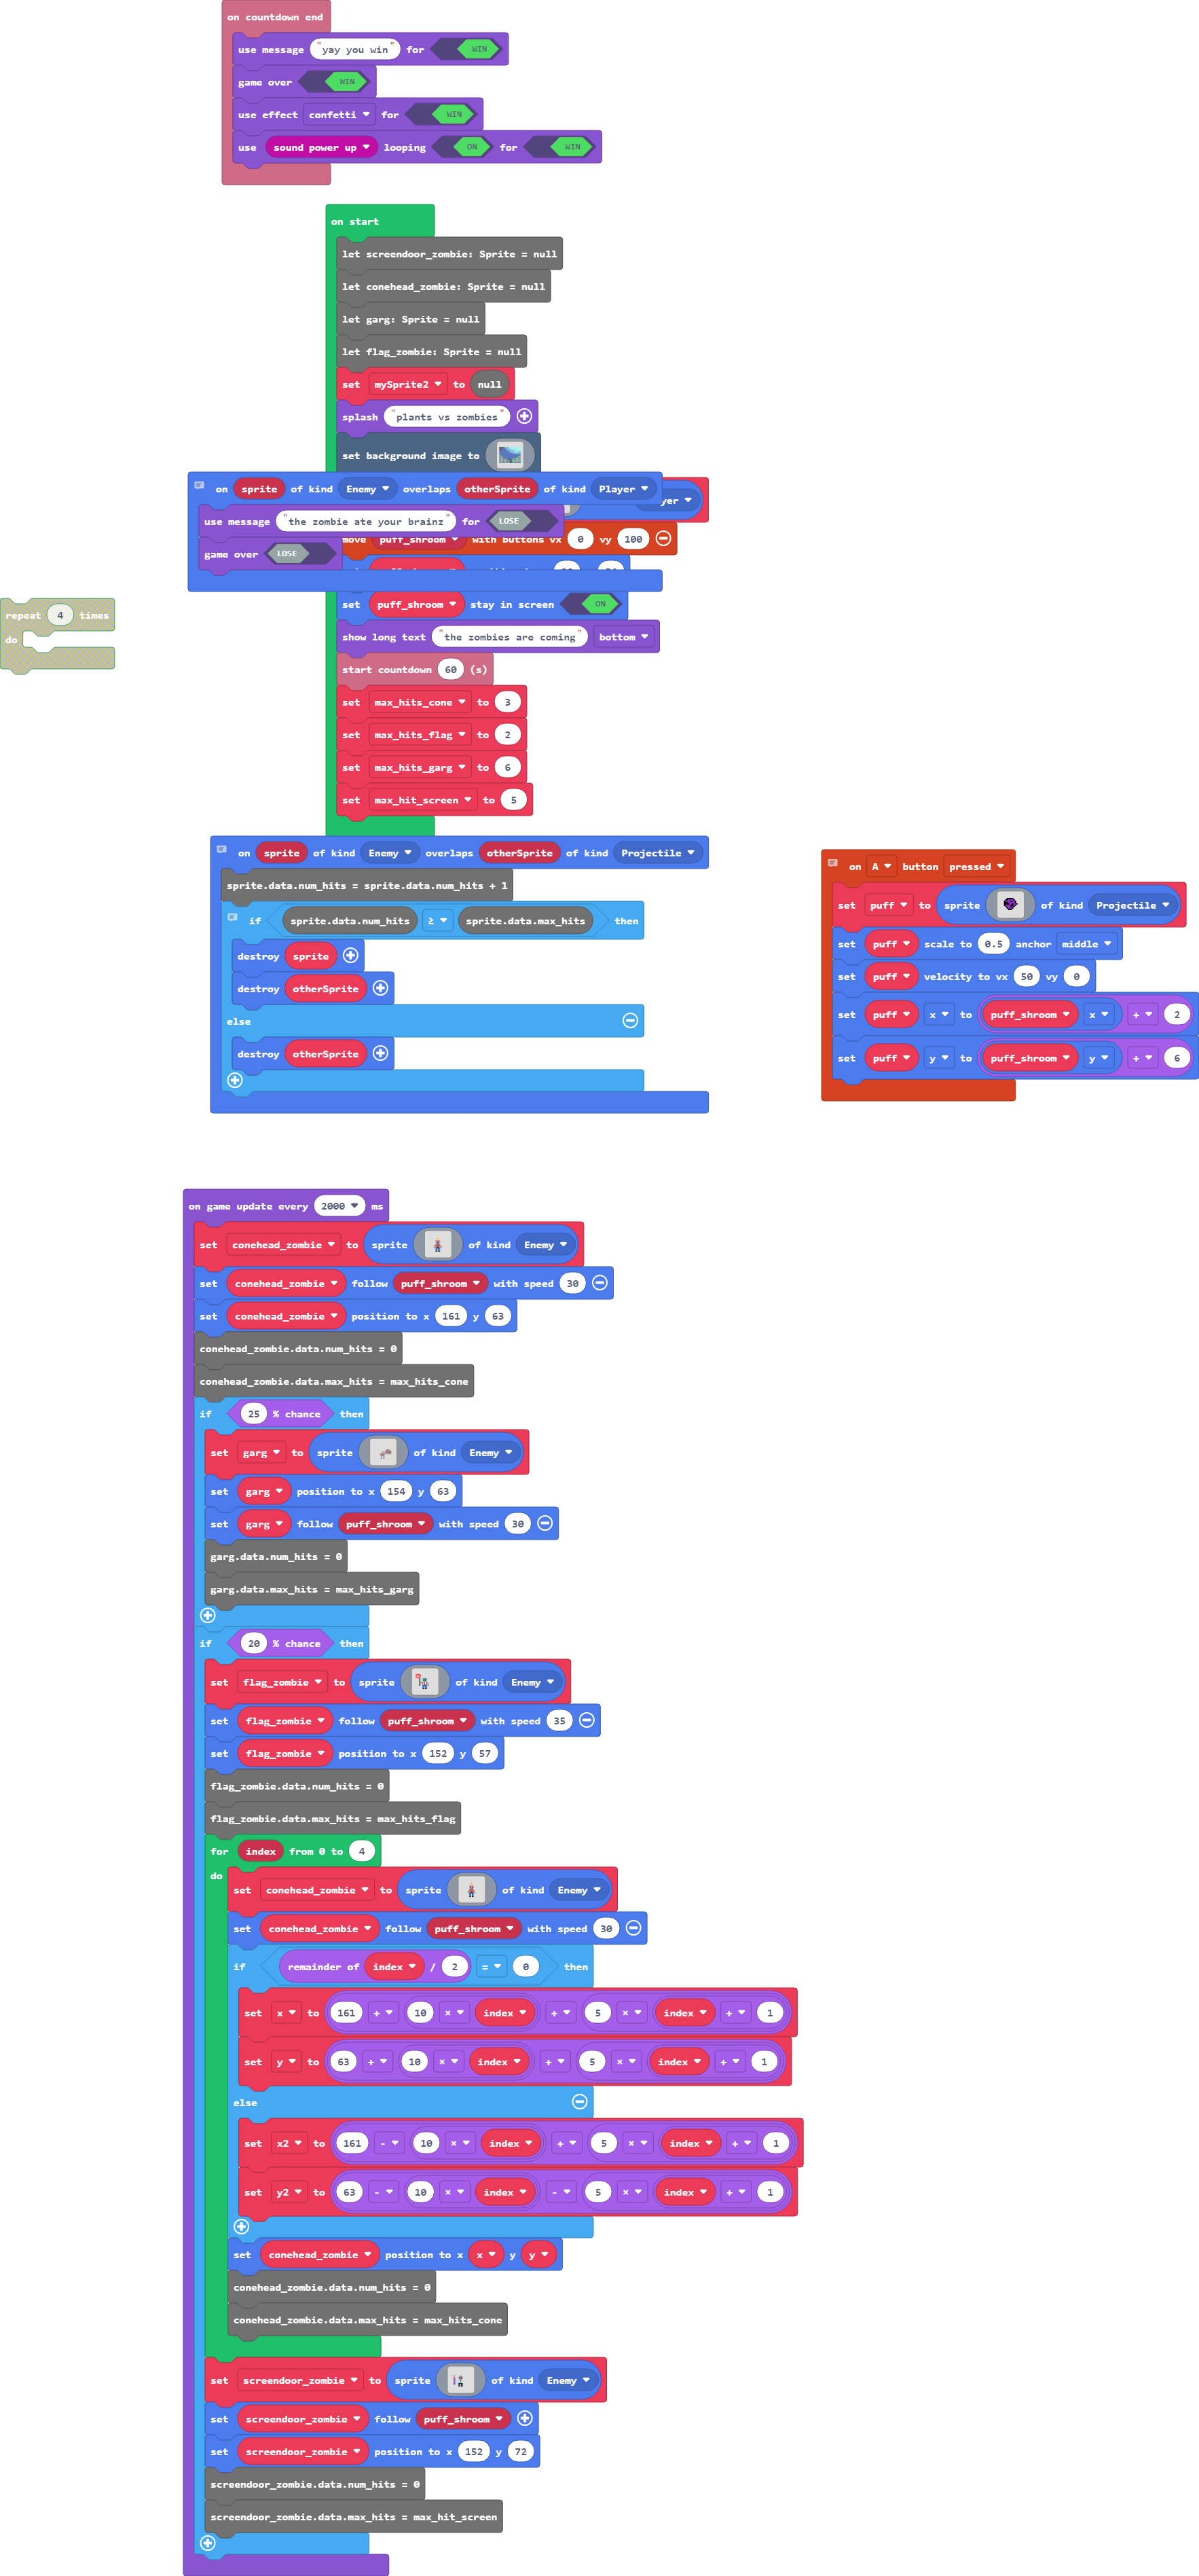 on countdown end
use message "yay you win" for WIN
game over WIN
use effect confetti for WIN
use sound power up looping ON for WIN
on start
let screendoor_zombie: Sprite = null
let conehead_zombie: Sprite = null
let garg: Sprite = null
let flag_zombie: Sprite = null
set mySprite2 to null
splash "plants vs zombies"
set background image to
on sprite of kind Enemy overlaps otherSprite of kind Player
use message "the zombie ate your brainz" for LOSE
game over LOSE
move puff_shroom with buttons vx 0 vy 100
set puff_shroom stay in screen ON
show long text "the zombies are coming" bottom
start countdown 60 (s)
set max_hits_cone to 3
set max_hits_flag to 2
set max_hits_garg to 6
set max_hit_screen to 5
repeat 4 times
do
on sprite of kind Enemy overlaps otherSprite of kind Projectile
sprite.data.num_hits = sprite.data.num_hits + 1
if sprite.data.num_hits ≥ sprite.data.max_hits then
destroy sprite
destroy otherSprite
else
destroy otherSprite
on A button pressed
set puff to sprite of kind Projectile
set puff scale to 0.5 anchor middle
set puff velocity to vx 50 vy 0
set puff x to puff_shroom x + 2
set puff y to puff_shroom y + 6
on game update every 2000 ms
set conehead_zombie to sprite of kind Enemy
set conehead_zombie follow puff_shroom with speed 30
set conehead_zombie position to x 161 y 63
conehead_zombie.data.num_hits = 0
conehead_zombie.data.max_hits = max_hits_cone
if 25 % chance then
set garg to sprite of kind Enemy
set garg position to x 154 y 63
set garg follow puff_shroom with speed 30
garg.data.num_hits = 0
garg.data.max_hits = max_hits_garg
if 20 % chance then
set flag_zombie to sprite of kind Enemy
set flag_zombie follow puff_shroom with speed 35
set flag_zombie position to x 152 y 57
flag_zombie.data.num_hits = 0
flag_zombie.data.max_hits = max_hits_flag
for index from 0 to 4
do
set conehead_zombie to sprite of kind Enemy
set conehead_zombie follow puff_shroom with speed 30
if remainder of index / 2 = 0 then
set x to 161 + 10 × index + 5 × index + 1
set y to 63 + 10 × index + 5 × index + 1
else
set x2 to 161 - 10 × index + 5 × index + 1
set y2 to 63 - 10 × index - 5 × index + 1
set conehead_zombie position to x x y y
conehead_zombie.data.num_hits = 0
conehead_zombie.data.max_hits = max_hits_cone
set screendoor_zombie to sprite of kind Enemy
set screendoor_zombie follow puff_shroom
set screendoor_zombie position to x 152 y 72
screendoor_zombie.data.num_hits = 0
screendoor_zombie.data.max_hits = max_hit_screen